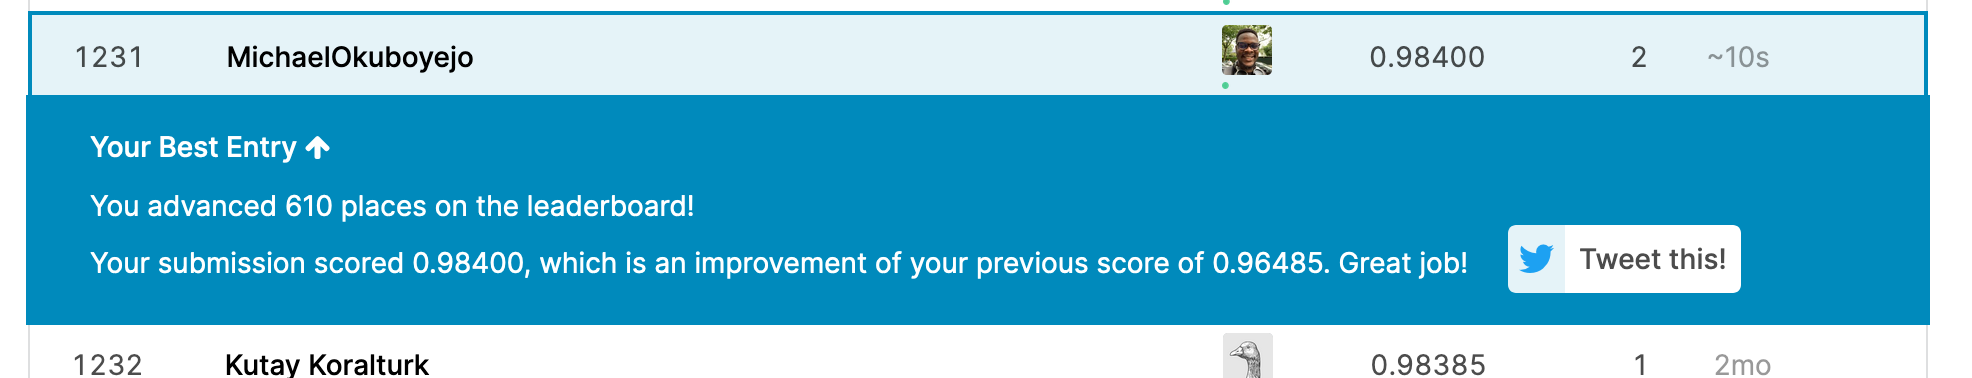 1231 MichaelOkuboyejo 0.98400 2 ~10s
Your Best Entry
You advanced 610 places on the leaderboard!
Your submission scored 0.98400, which is an improvement of your previous score of 0.96485. Great job! Tweet this!
1232 Kutay Koralturk 0.98385 1 2mo